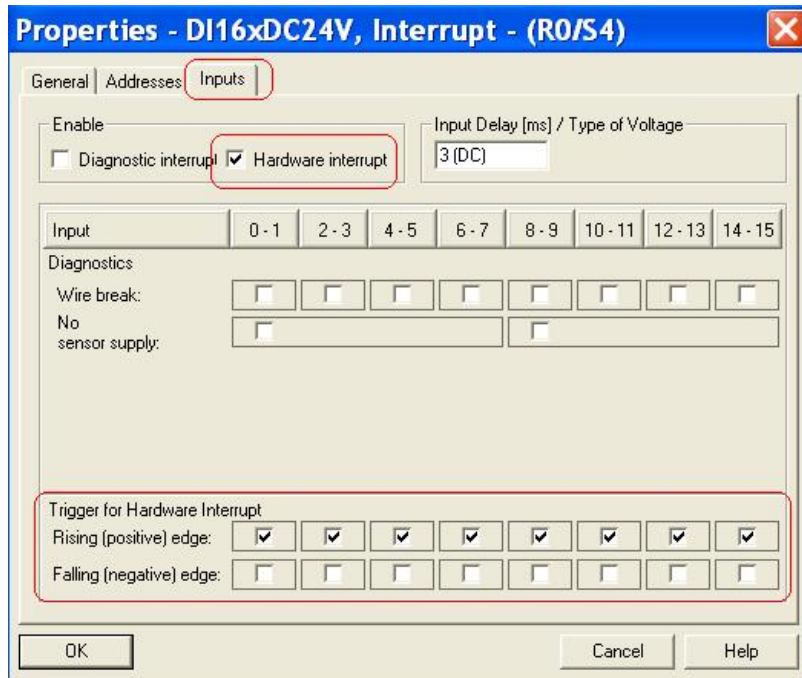 Properties - DI16xDC24V, Interrupt - (R0/S4)
General Addresses Inputs
Enable Input Delay [ms] / Type of Voltage
Diagnostic interrupt Hardware interrupt 3 (DC)
Input 0 - 1 2 - 3 4 - 5 6 - 7 8 - 9 10 - 11 12 - 13 14 - 15
Diagnostics
Wire break:
No
sensor supply:
Trigger for Hardware Interrupt
Rising (positive) edge:
Falling (negative) edge:
OK Cancel Help